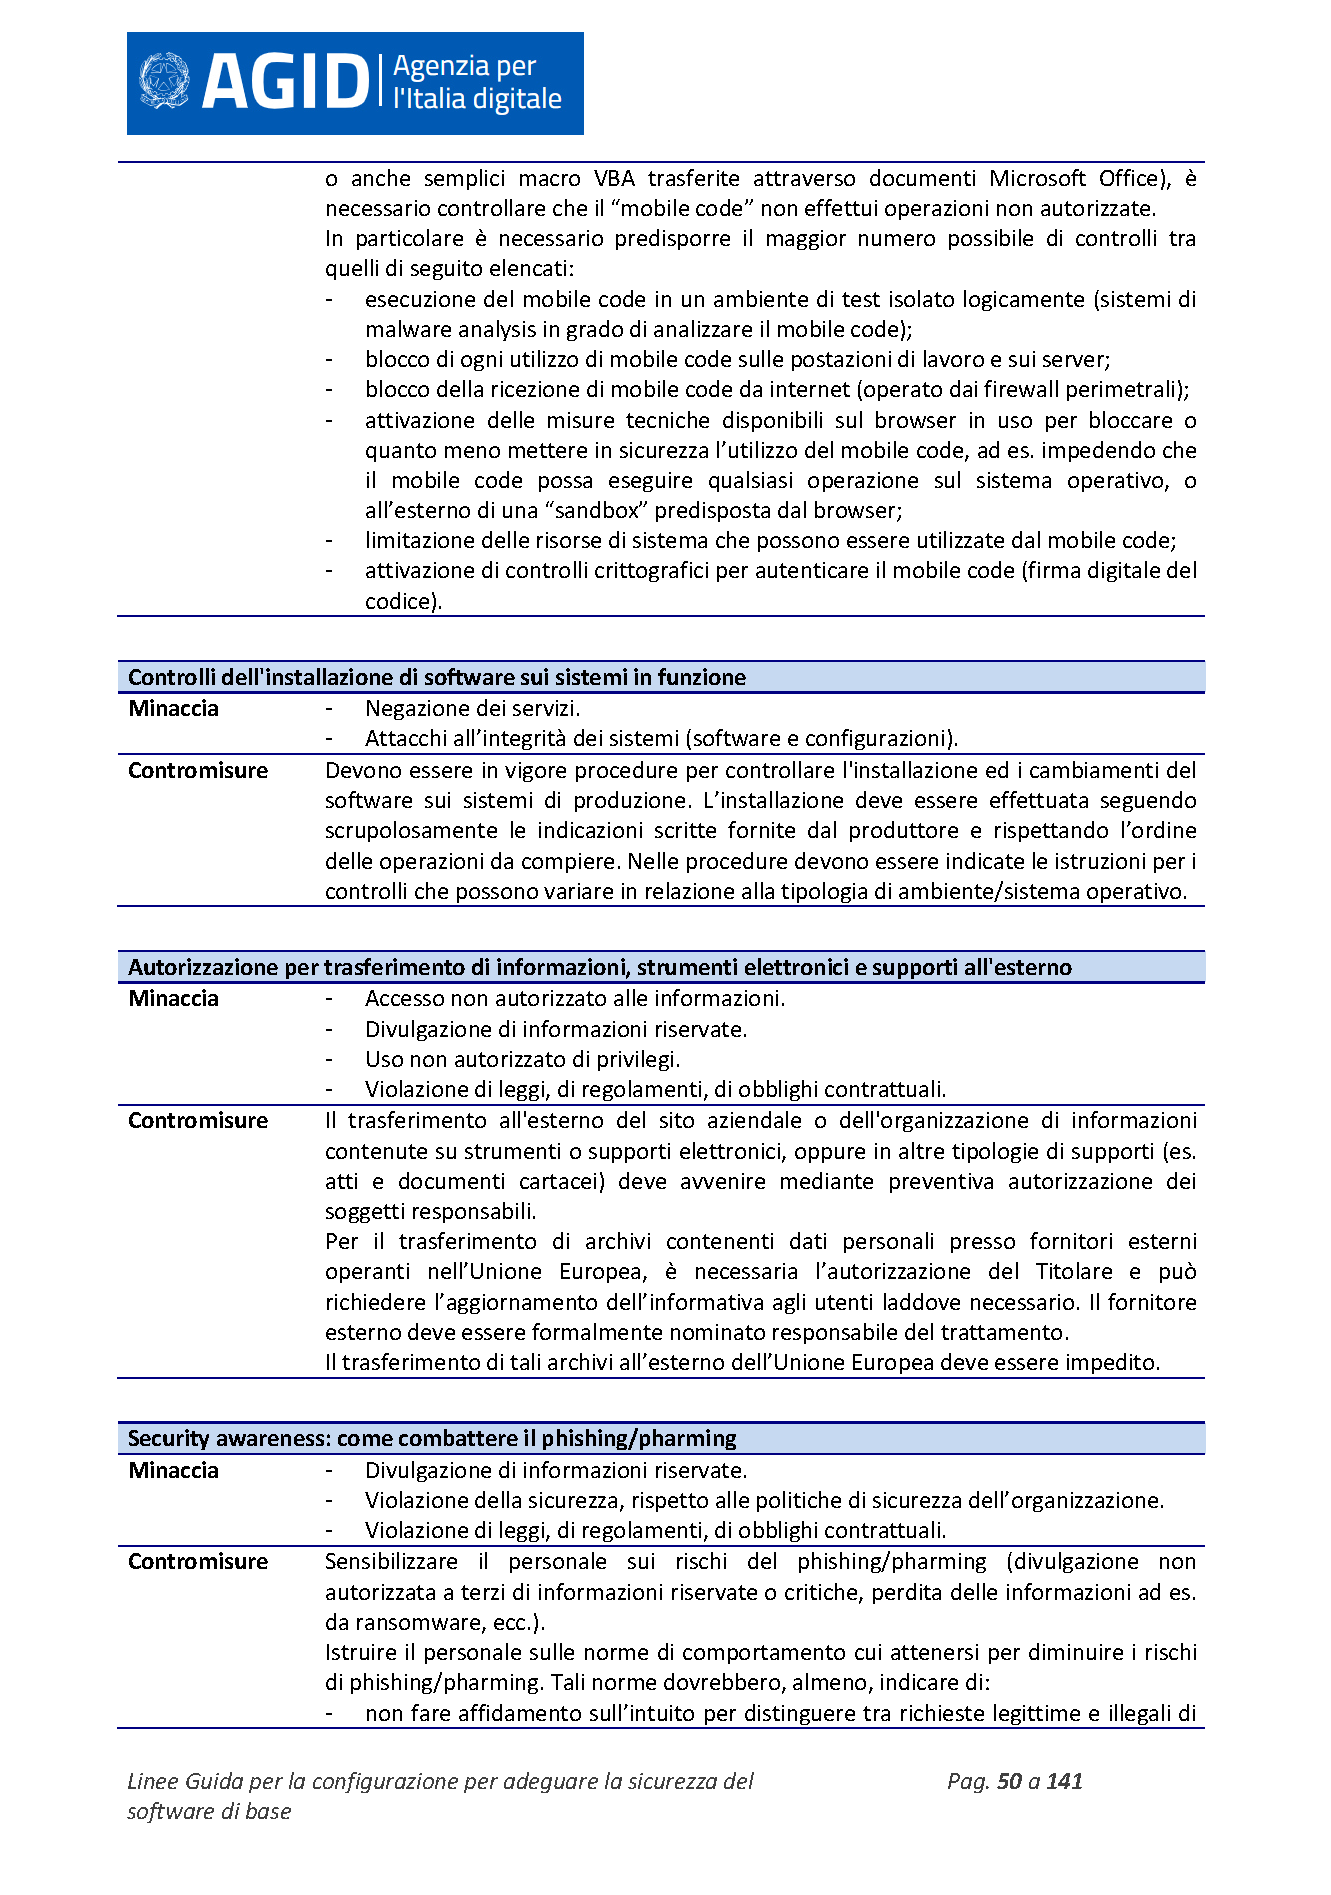 AGID Agenzia per
l'Italia digitale
o anche semplici macro VBA trasferite attraverso documenti Microsoft Office), è
necessario controllare che il “mobile code” non effettui operazioni non autorizzate.
In particolare è necessario predisporre il maggior numero possibile di controlli tra
quelli di seguito elencati:
- esecuzione del mobile code in un ambiente di test isolato logicamente (sistemi di
malware analysis in grado di analizzare il mobile code);
- blocco di ogni utilizzo di mobile code sulle postazioni di lavoro e sui server;
- blocco della ricezione di mobile code da internet (operato dai firewall perimetrali);
- attivazione delle misure tecniche disponibili sul browser in uso per bloccare o
quanto meno mettere in sicurezza l’utilizzo del mobile code, ad es. impedendo che
il mobile code possa eseguire qualsiasi operazione sul sistema operativo, o
all’esterno di una “sandbox” predisposta dal browser;
- limitazione delle risorse di sistema che possono essere utilizzate dal mobile code;
- attivazione di controlli crittografici per autenticare il mobile code (firma digitale del
codice).
Controlli dell'installazione di software sui sistemi in funzione
Minaccia - Negazione dei servizi.
- Attacchi all’integrità dei sistemi (software e configurazioni).
Contromisure Devono essere in vigore procedure per controllare l'installazione ed i cambiamenti del
software sui sistemi di produzione. L’installazione deve essere effettuata seguendo
scrupolosamente le indicazioni scritte fornite dal produttore e rispettando l’ordine
delle operazioni da compiere. Nelle procedure devono essere indicate le istruzioni per i
controlli che possono variare in relazione alla tipologia di ambiente/sistema operativo.
Autorizzazione per trasferimento di informazioni, strumenti elettronici e supporti all'esterno
Minaccia - Accesso non autorizzato alle informazioni.
- Divulgazione di informazioni riservate.
- Uso non autorizzato di privilegi.
- Violazione di leggi, di regolamenti, di obblighi contrattuali.
Contromisure Il trasferimento all'esterno del sito aziendale o dell'organizzazione di informazioni
contenute su strumenti o supporti elettronici, oppure in altre tipologie di supporti (es.
atti e documenti cartacei) deve avvenire mediante preventiva autorizzazione dei
soggetti responsabili.
Per il trasferimento di archivi contenenti dati personali presso fornitori esterni
operanti nell’Unione Europea, è necessaria l’autorizzazione del Titolare e può
richiedere l’aggiornamento dell’informativa agli utenti laddove necessario. Il fornitore
esterno deve essere formalmente nominato responsabile del trattamento.
Il trasferimento di tali archivi all’esterno dell’Unione Europea deve essere impedito.
Security awareness: come combattere il phishing/pharming
Minaccia - Divulgazione di informazioni riservate.
- Violazione della sicurezza, rispetto alle politiche di sicurezza dell’organizzazione.
- Violazione di leggi, di regolamenti, di obblighi contrattuali.
Contromisure Sensibilizzare il personale sui rischi del phishing/pharming (divulgazione non
autorizzata a terzi di informazioni riservate o critiche, perdita delle informazioni ad es.
da ransomware, ecc.).
Istruire il personale sulle norme di comportamento cui attenersi per diminuire i rischi
di phishing/pharming. Tali norme dovrebbero, almeno, indicare di:
- non fare affidamento sull’intuito per distinguere tra richieste legittime e illegali di
Linee Guida per la configurazione per adeguare la sicurezza del Pag. 50 a 141
software di base